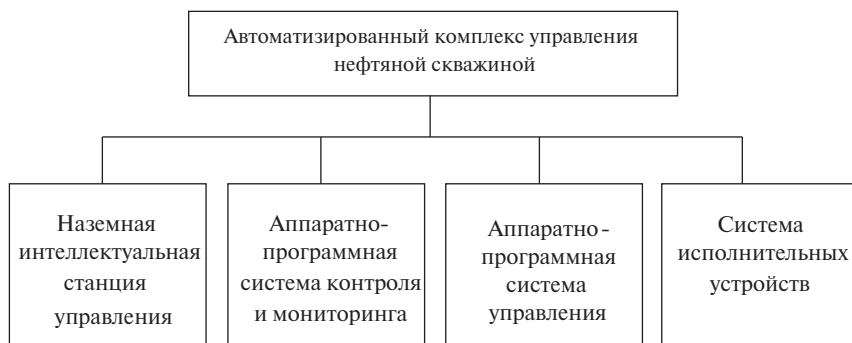 Автоматизированный комплекс управления
нефтяной скважиной
Наземная
интеллектуальная
станция
управления
Аппаратно-
программная
система контроля
и мониторинга
Аппаратно -
программная
система
управления
Система
исполнительных
устройств